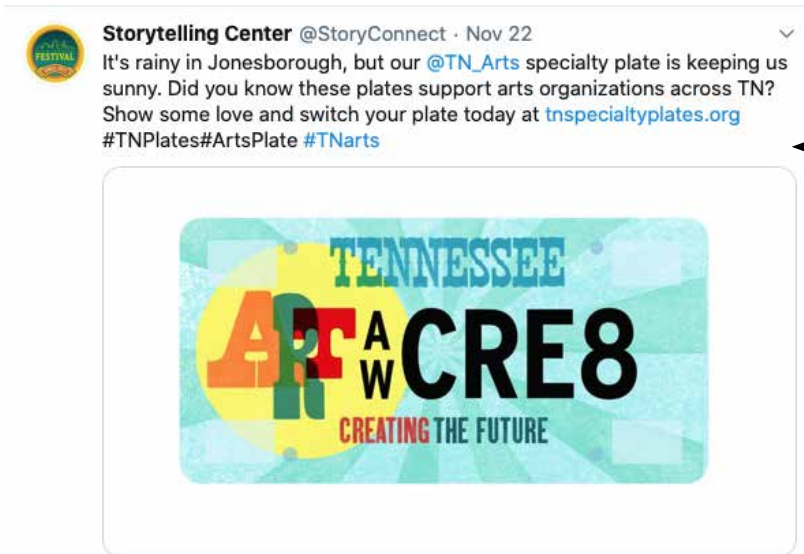 Storytelling Center @StoryConnect · Nov 22
It's rainy in Jonesborough, but our @TN_Arts specialty plate is keeping us
sunny. Did you know these plates support arts organizations across TN?
Show some love and switch your plate today at tnspecialtyplates.org
#TNPlates#ArtsPlate #TNarts
FESTIVAL
TENNESSEE
ART
AW CRE8
CREATING THE FUTURE